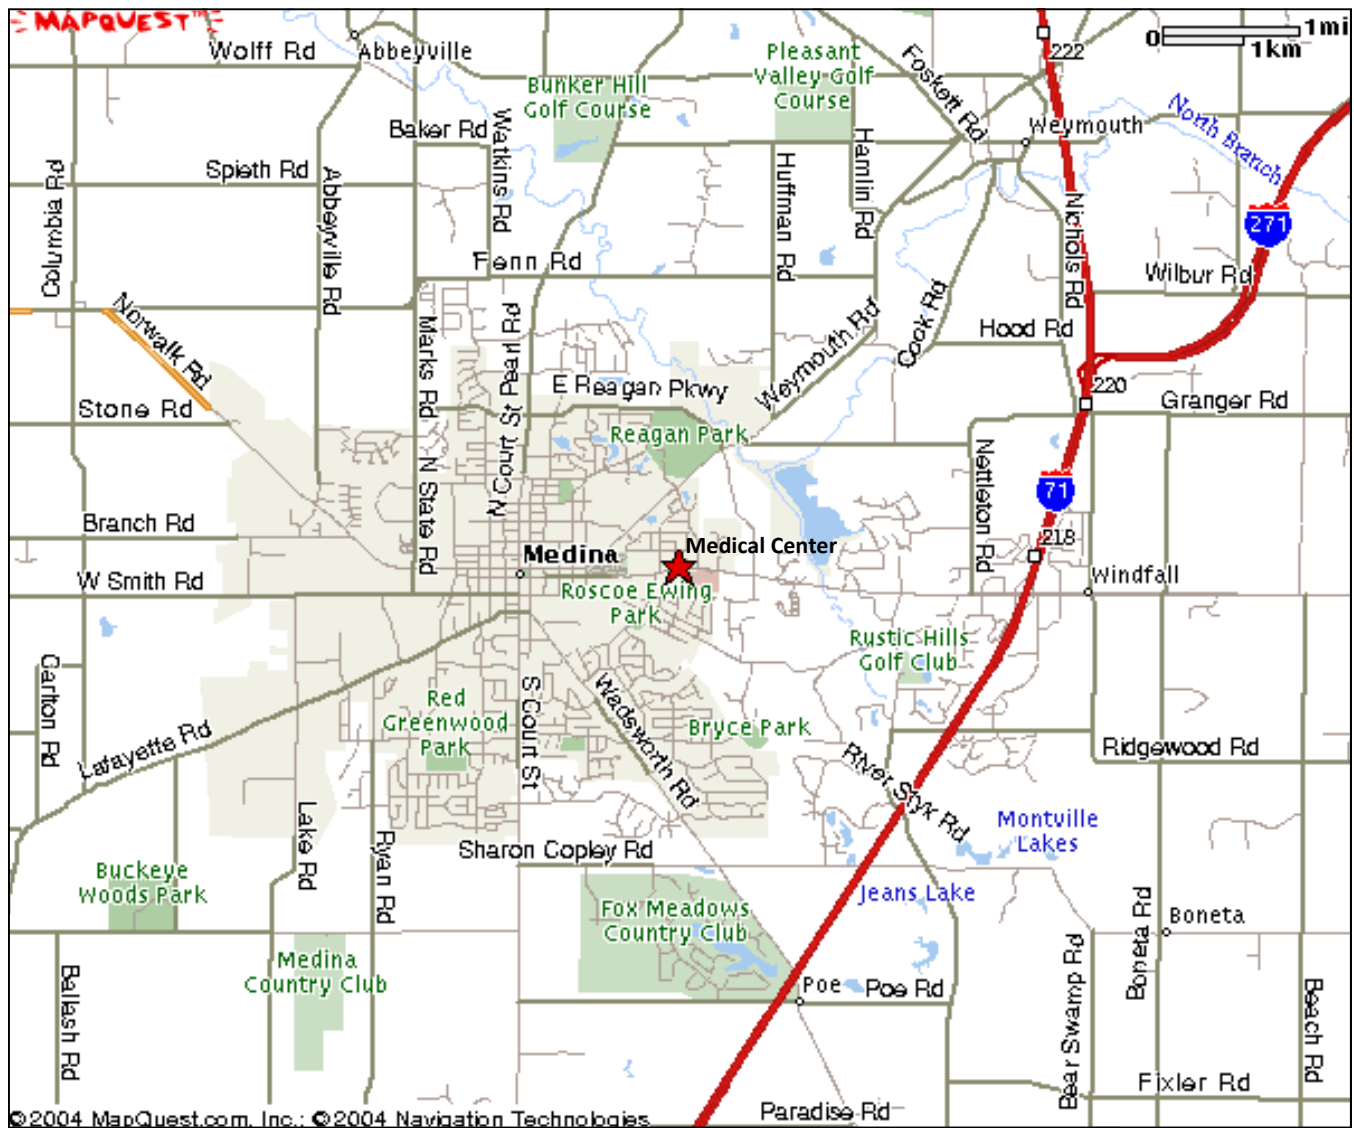 MAPQUEST™
0 1mi
1km
Wolff Rd
Abbeyville
Pleasant
Valley Golf
Course
Foskett Rd
222
Bunker Hill
Golf Course
North Branch
Baker Rd
Watkins Rd
Weymouth
Spieth Rd
Columbia Rd
Abbeyville Rd
Huffman Rd
Hamlin Rd
Nichols Rd
271
Fenn Rd
Wilbur Rd
Norwalk Rd
Marks Rd
N Court St Pearl Rd
Weymouth Rd
Cook Rd
Hood Rd
E Reagan Pkwy
220
Stone Rd
Granger Rd
Reagan Park
N State Rd
Nettleton Rd
71
Branch Rd
218
Medina
Medical Center
W Smith Rd
Windfall
Roscoe Ewing
Park
Rustic Hills
Golf Club
Carlton Rd
Red
Greenwood
Park
S Court St
Wadsworth Rd
Bryce Park
Lafayette Rd
River Styx Rd
Ridgewood Rd
Lake Rd
Ryan Rd
Montville
Lakes
Sharon Copley Rd
Buckeye
Woods Park
Jeans Lake
Fox Meadows
Country Club
Boneta Rd
Boneta
Medina
Country Club
Ballash Rd
Poe
Poe Rd
Bear Swamp Rd
Beach Rd
Fixler Rd
Paradise Rd
©2004 MapQuest.com, Inc.; ©2004 Navigation Technologies